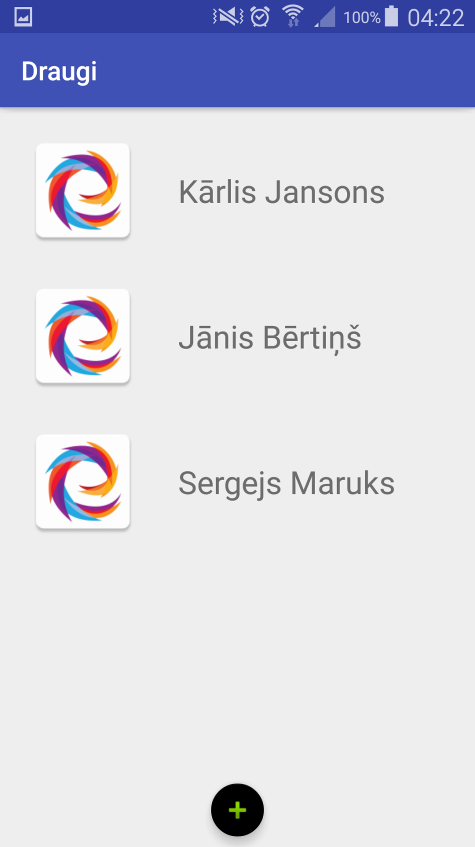 100% 04:22
Draugi
Kārlis Jansons
Jānis Bērtiņš
Sergejs Maruks